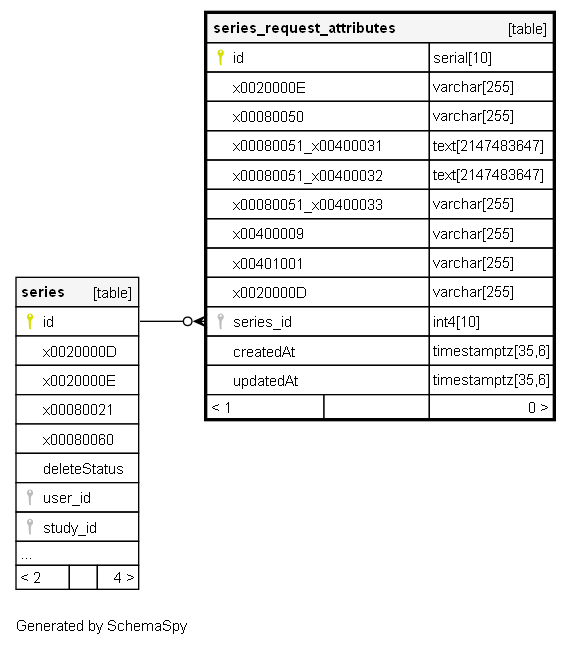 series_request_attributes [table]
id serial[10]
x0020000E varchar[255]
x00080050 varchar[255]
x00080051_x00400031 text[2147483647]
x00080051_x00400032 text[2147483647]
x00080051_x00400033 varchar[255]
x00400009 varchar[255]
x00401001 varchar[255]
x0020000D varchar[255]
series_id int4[10]
createdAt timestamptz[35,6]
updatedAt timestamptz[35,6]
< 1 0 >
series [table]
id
x0020000D
x0020000E
x00080021
x00080060
deleteStatus
user_id
study_id
...
< 2 4 >
Generated by SchemaSpy